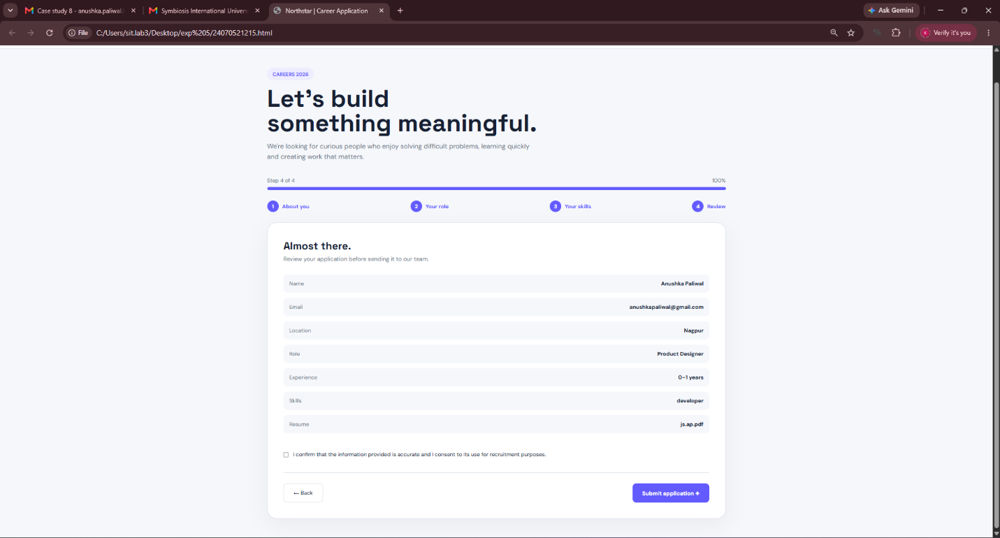 Case study 8 - anushka.paliwal.
Symbiosis International Univers
Northstar | Career Application
Ask Gemini
File
C:/Users/sit.lab3/Desktop/exp%205/24070521215.html
K
Verify it's you
CAREERS 2026
Let's build
something meaningful.
We're looking for curious people who enjoy solving difficult problems, learning quickly
and creating work that matters.
Step 4 of 4
100%
1 About you
2 Your role
3 Your skills
4 Review
Almost there.
Review your application before sending it to our team.
Name Anushka Paliwal
Email anushkapaliwal@gmail.com
Location Nagpur
Role Product Designer
Experience 0–1 years
Skills developer
Resume js.ap.pdf
I confirm that the information provided is accurate and I consent to its use for recruitment purposes.
← Back
Submit application ✦